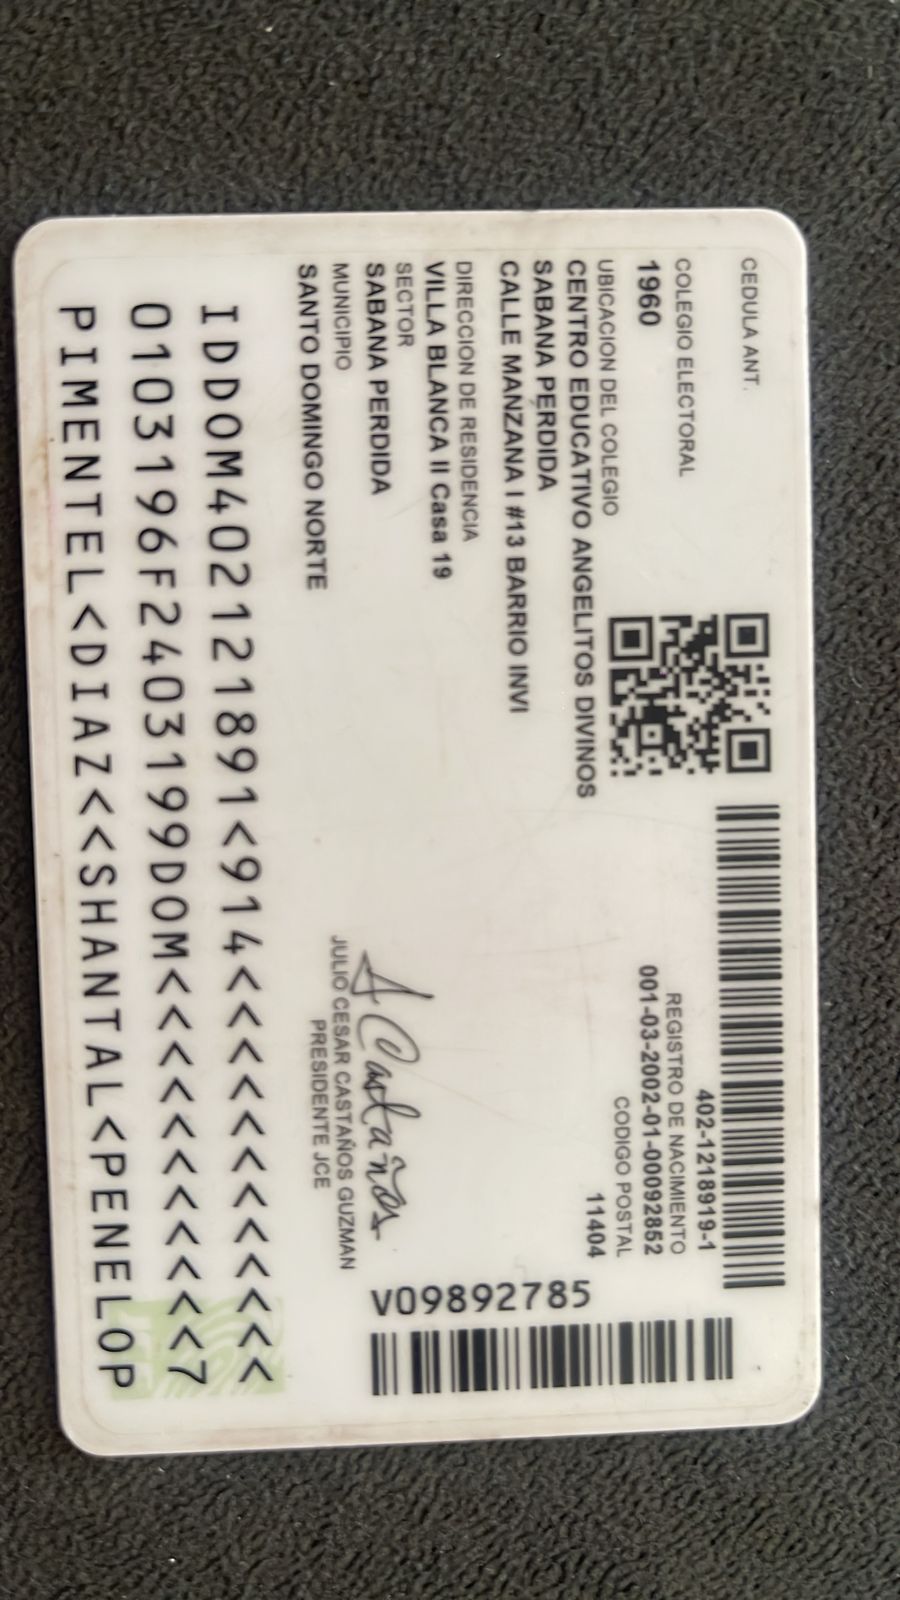 CEDULA ANT.
COLEGIO ELECTORAL
1960
UBICACION DEL COLEGIO
CENTRO EDUCATIVO ANGELITOS DIVINOS
SABANA PERDIDA
CALLE MANZANA I #13 BARRIO INVI
DIRECCION DE RESIDENCIA
VILLA BLANCA II Casa 19
SECTOR
SABANA PERDIDA
MUNICIPIO
SANTO DOMINGO NORTE
402-1218919-1
REGISTRO DE NACIMIENTO
001-03-2002-01-00092852
CODIGO POSTAL
11404
V098927785
J Castaños
JULIO CESAR CASTAÑOS GUZMAN
PRESIDENTE JCE
IDDOM402121891<914<<<<<<<<<<<<
0103196F2403199DOM<<<<<<<<<<<7
PIMENTEL<DIAZ<<SHANTAL<PENELOP